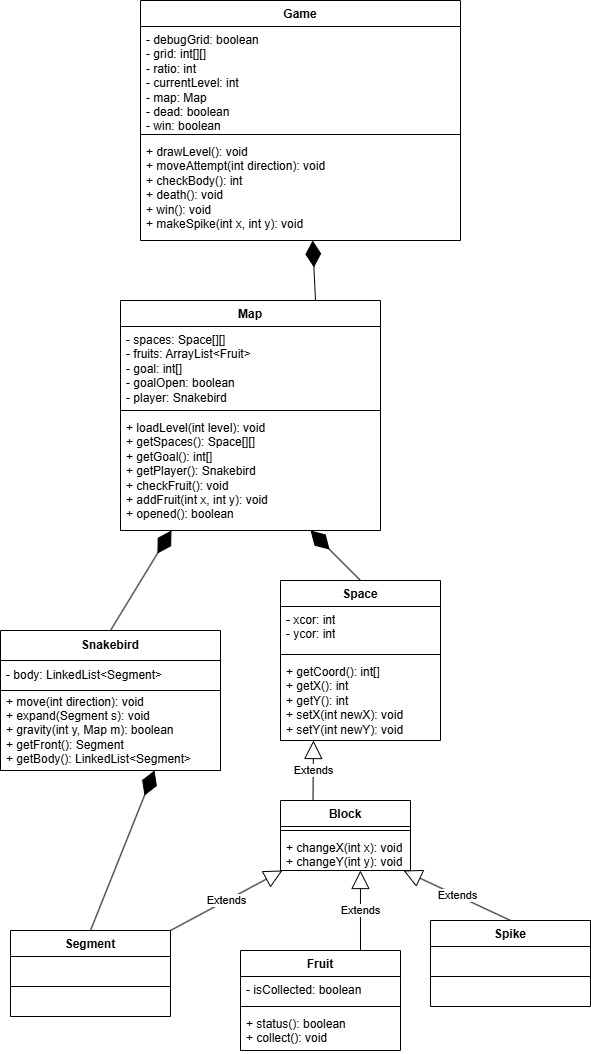 Game
- debugGrid: boolean
- grid: int[][]
- ratio: int
- currentLevel: int
- map: Map
- dead: boolean
- win: boolean
+ drawLevel(): void
+ moveAttempt(int direction): void
+ checkBody(): int
+ death(): void
+ win(): void
+ makeSpike(int x, int y): void
Map
- spaces: Space[][]
- fruits: ArrayList<Fruit>
- goal: int[]
- goalOpen: boolean
- player: Snakebird
+ loadLevel(int level): void
+ getSpaces(): Space[][]
+ getGoal(): int[]
+ getPlayer(): Snakebird
+ checkFruit(): void
+ addFruit(int x, int y): void
+ opened(): boolean
Space
- xcor: int
- ycor: int
+ getCoord(): int[]
+ getX(): int
+ getY(): int
+ setX(int newX): void
+ setY(int newY): void
Snakebird
- body: LinkedList<Segment>
+ move(int direction): void
+ expand(Segment s): void
+ gravity(int y, Map m): boolean
+ getFront(): Segment
+ getBody(): LinkedList<Segment>
Extends
Block
+ changeX(int x): void
+ changeY(int y): void
Extends
Extends
Extends
Segment
Fruit
- isCollected: boolean
+ status(): boolean
+ collect(): void
Spike